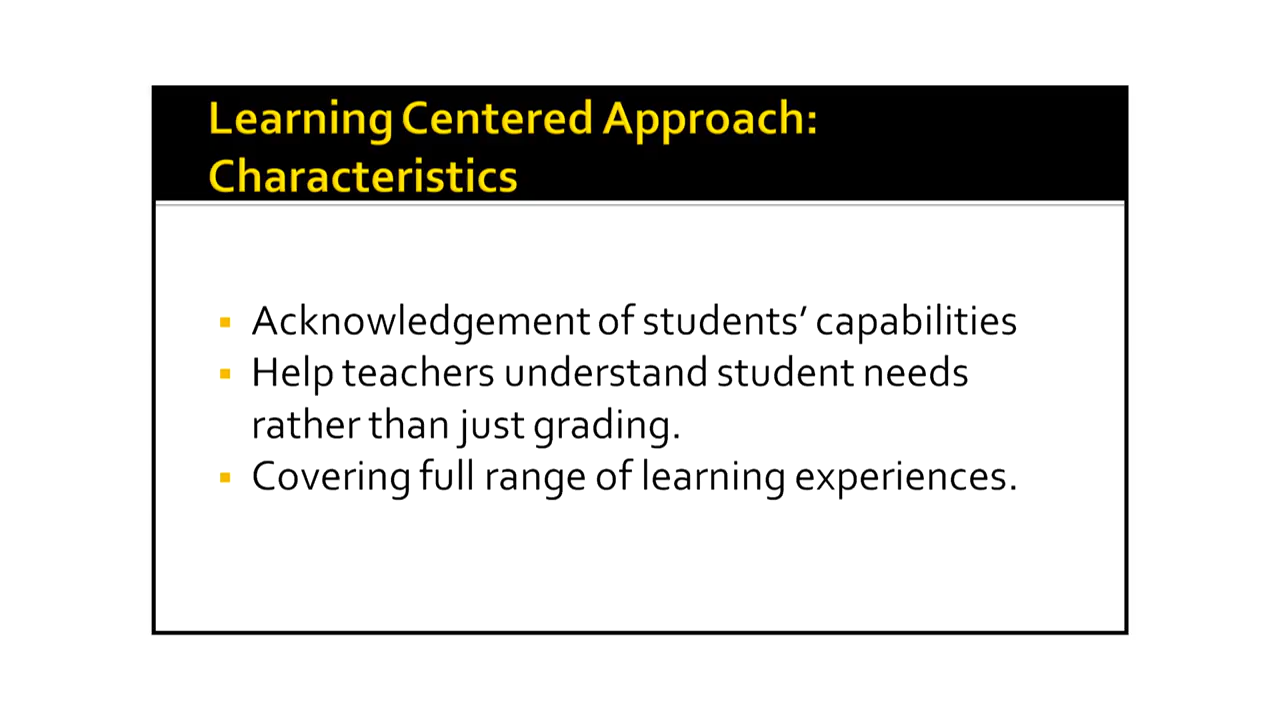 Learning Centered Approach:
Characteristics
▪ Acknowledgement of students’ capabilities
▪ Help teachers understand student needs
rather than just grading.
▪ Covering full range of learning experiences.